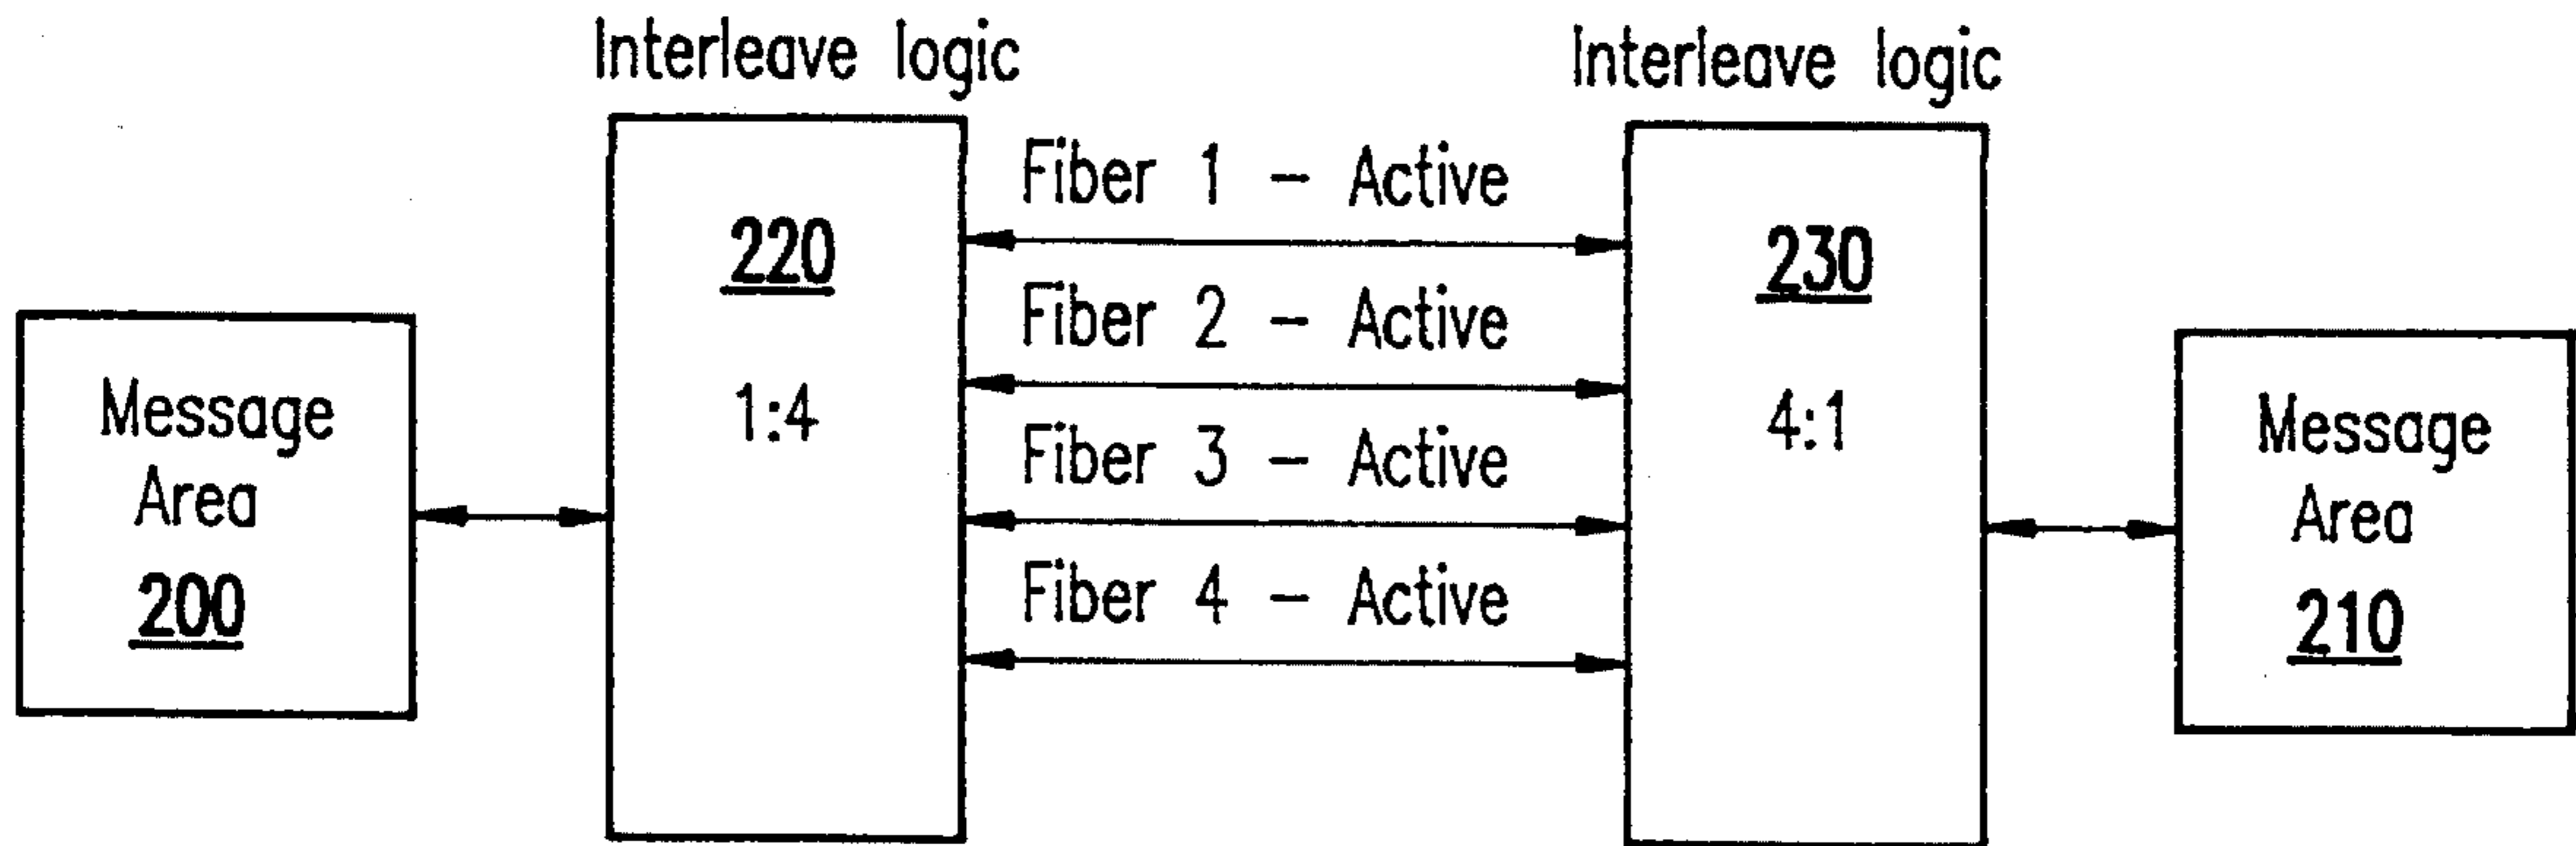 Interleave logic
Interleave logic
Message
Area
200
220
1:4
Fiber 1 – Active
Fiber 2 – Active
Fiber 3 – Active
Fiber 4 – Active
230
4:1
Message
Area
210